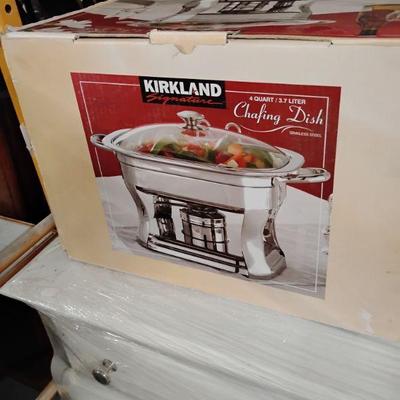 KIRKLAND
Signature
4 QUART / 3.7 LITER
Chafing Dish
STAINLESS STEEL